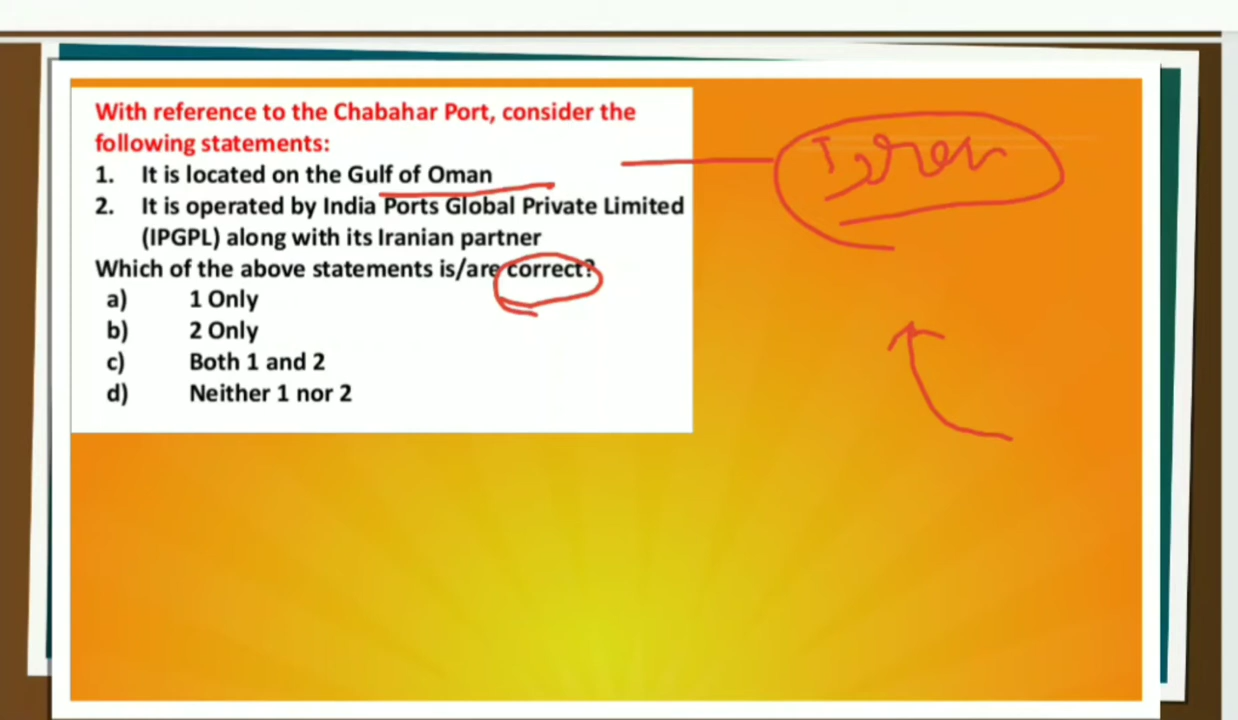 With reference to the Chabahar Port, consider the
following statements:
1. It is located on the Gulf of Oman
2. It is operated by India Ports Global Private Limited
(IPGPL) along with its Iranian partner
Which of the above statements is/are correct?
a) 1 Only
b) 2 Only
c) Both 1 and 2
d) Neither 1 nor 2